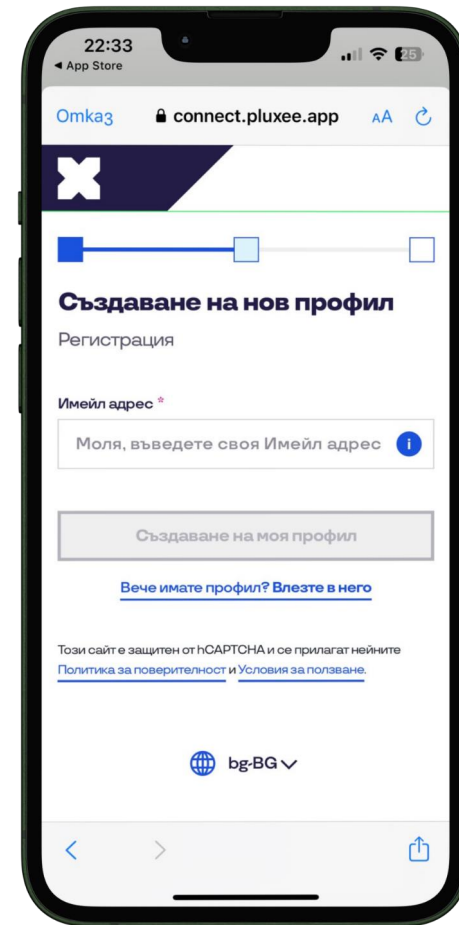 22:33
25
◀ App Store
Отказ
connect.pluxee.app
AA
Създаване на нов профил
Регистрация
Имейл адрес *
Моля, въведете своя Имейл адрес
i
Създаване на моя профил
Вече имате профил? Влезте в него
Този сайт е защитен от hCAPTCHA и се прилагат нейните
Политика за поверителност и Условия за ползване.
bg-BG